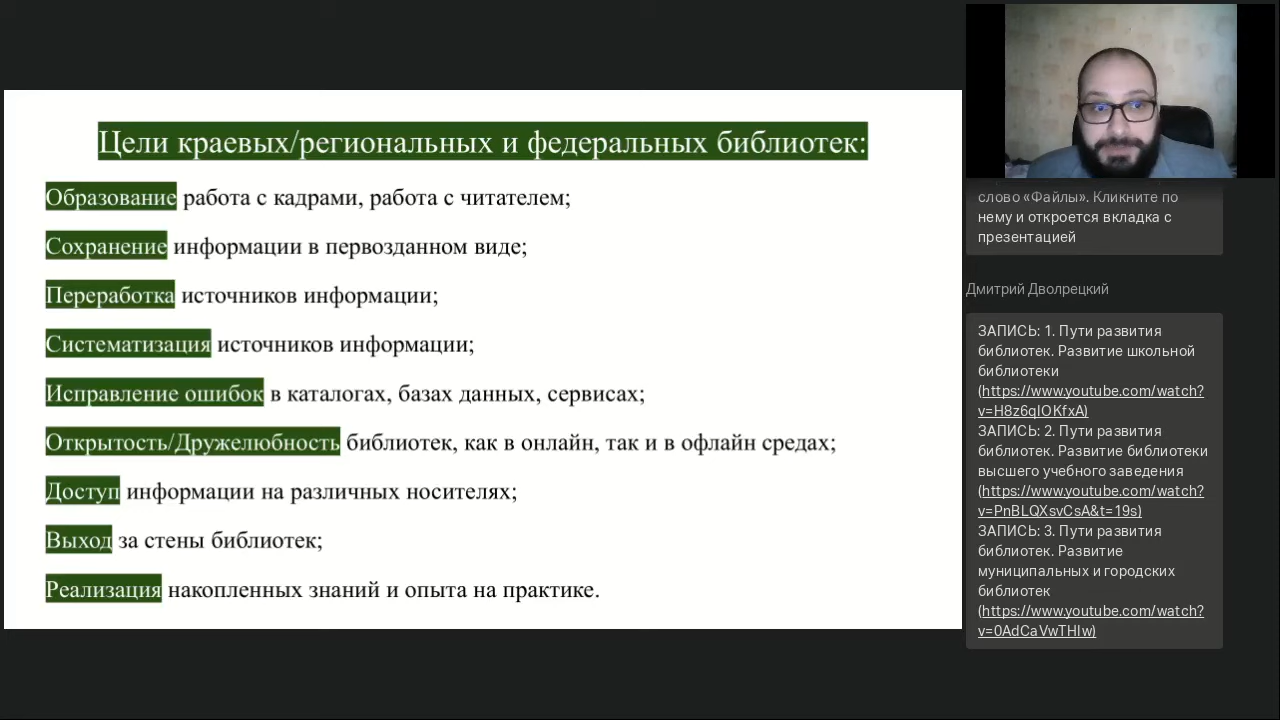 Цели краевых/региональных и федеральных библиотек:
Образование работа с кадрами, работа с читателем;
Сохранение информации в первозданном виде;
Переработка источников информации;
Систематизация источников информации;
Исправление ошибок в каталогах, базах данных, сервисах;
Открытость/Дружелюбность библиотек, как в онлайн, так и в офлайн средах;
Доступ информации на различных носителях;
Выход за стены библиотек;
Реализация накопленных знаний и опыта на практике.
слово «Файлы». Кликните по
нему и откроется вкладка с
презентацией
Дмитрий Дволрецкий
ЗАПИСЬ: 1. Пути развития
библиотек. Развитие школьной
библиотеки
(https://www.youtube.com/watch?
v=H8z6qIOKfxA)
ЗАПИСЬ: 2. Пути развития
библиотек. Развитие библиотеки
высшего учебного заведения
(https://www.youtube.com/watch?
v=PnBLQXsvCsA&t=19s)
ЗАПИСЬ: 3. Пути развития
библиотек. Развитие
муниципальных и городских
библиотек
(https://www.youtube.com/watch?
v=0AdCaVwTHIw)